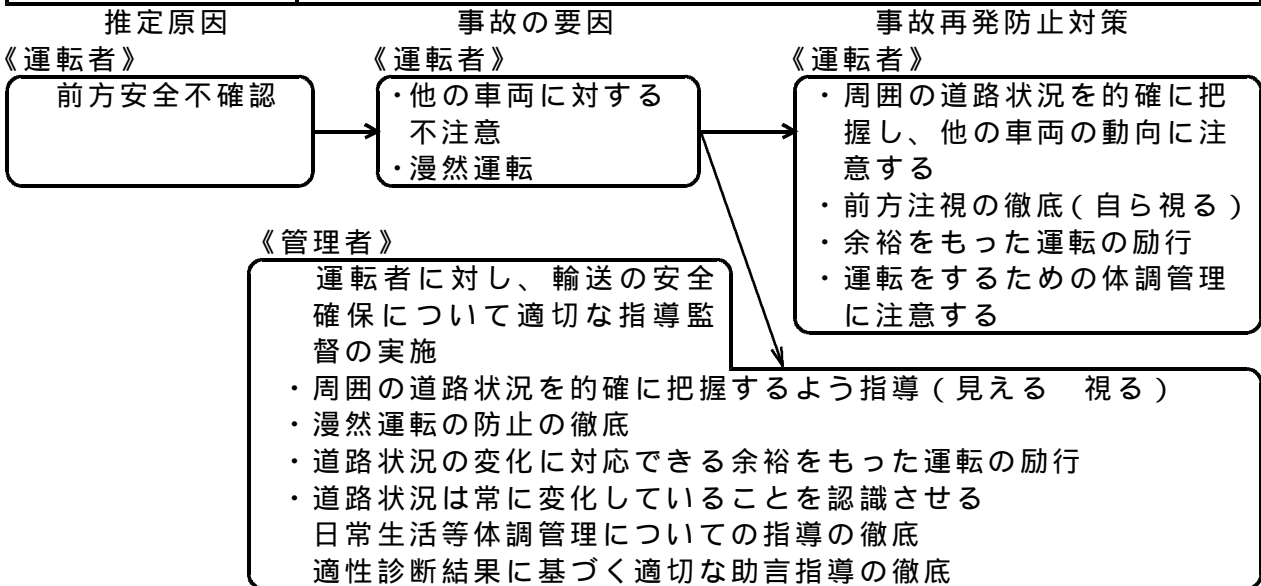 推定原因
事故の要因
事故再発防止対策
《運転者》
前方安全不確認
《運転者》
・他の車両に対する
不注意
・漫然運転
《運転者》
・周囲の道路状況を的確に把
握し、他の車両の動向に注
意する
・前方注視の徹底(自ら視る)
・余裕をもった運転の励行
・運転をするための体調管理
に注意する
《管理者》
運転者に対し、輸送の安全
確保について適切な指導監
督の実施
・周囲の道路状況を的確に把握するよう指導(見える 視る)
・漫然運転の防止の徹底
・道路状況の変化に対応できる余裕をもった運転の励行
・道路状況は常に変化していることを認識させる
日常生活等体調管理についての指導の徹底
適性診断結果に基づく適切な助言指導の徹底